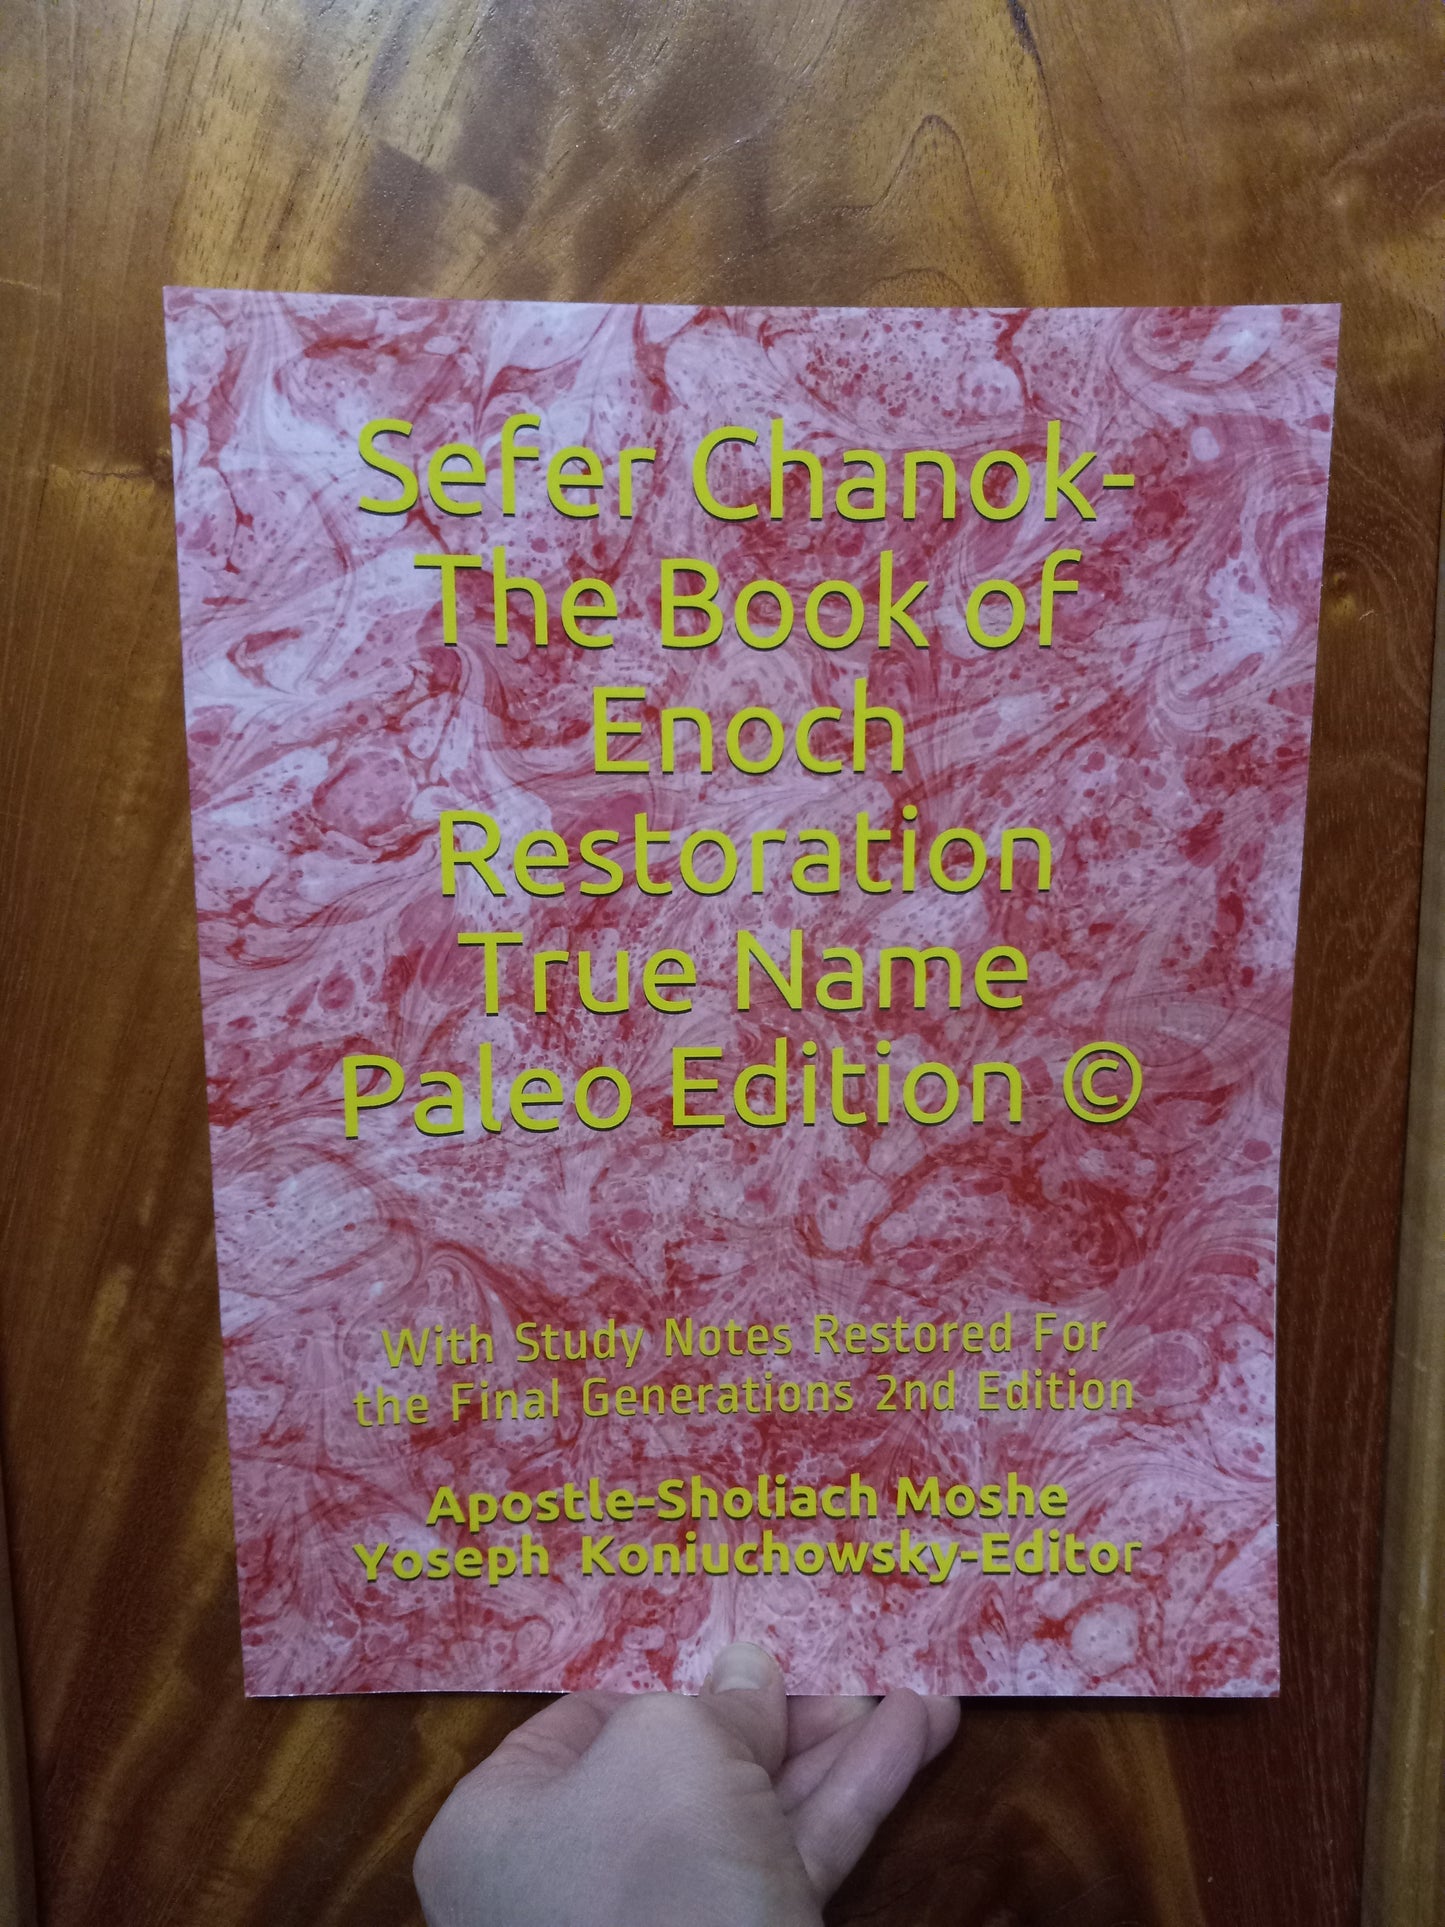 Sefer Chanok-
The Book of
Enoch
Restoration
True Name
Paleo Edition ©
With Study Notes Restored For
the Final Generations 2nd Edition
Apostle-Sholiach Moshe
Yoseph Koniuchowsky-Editor